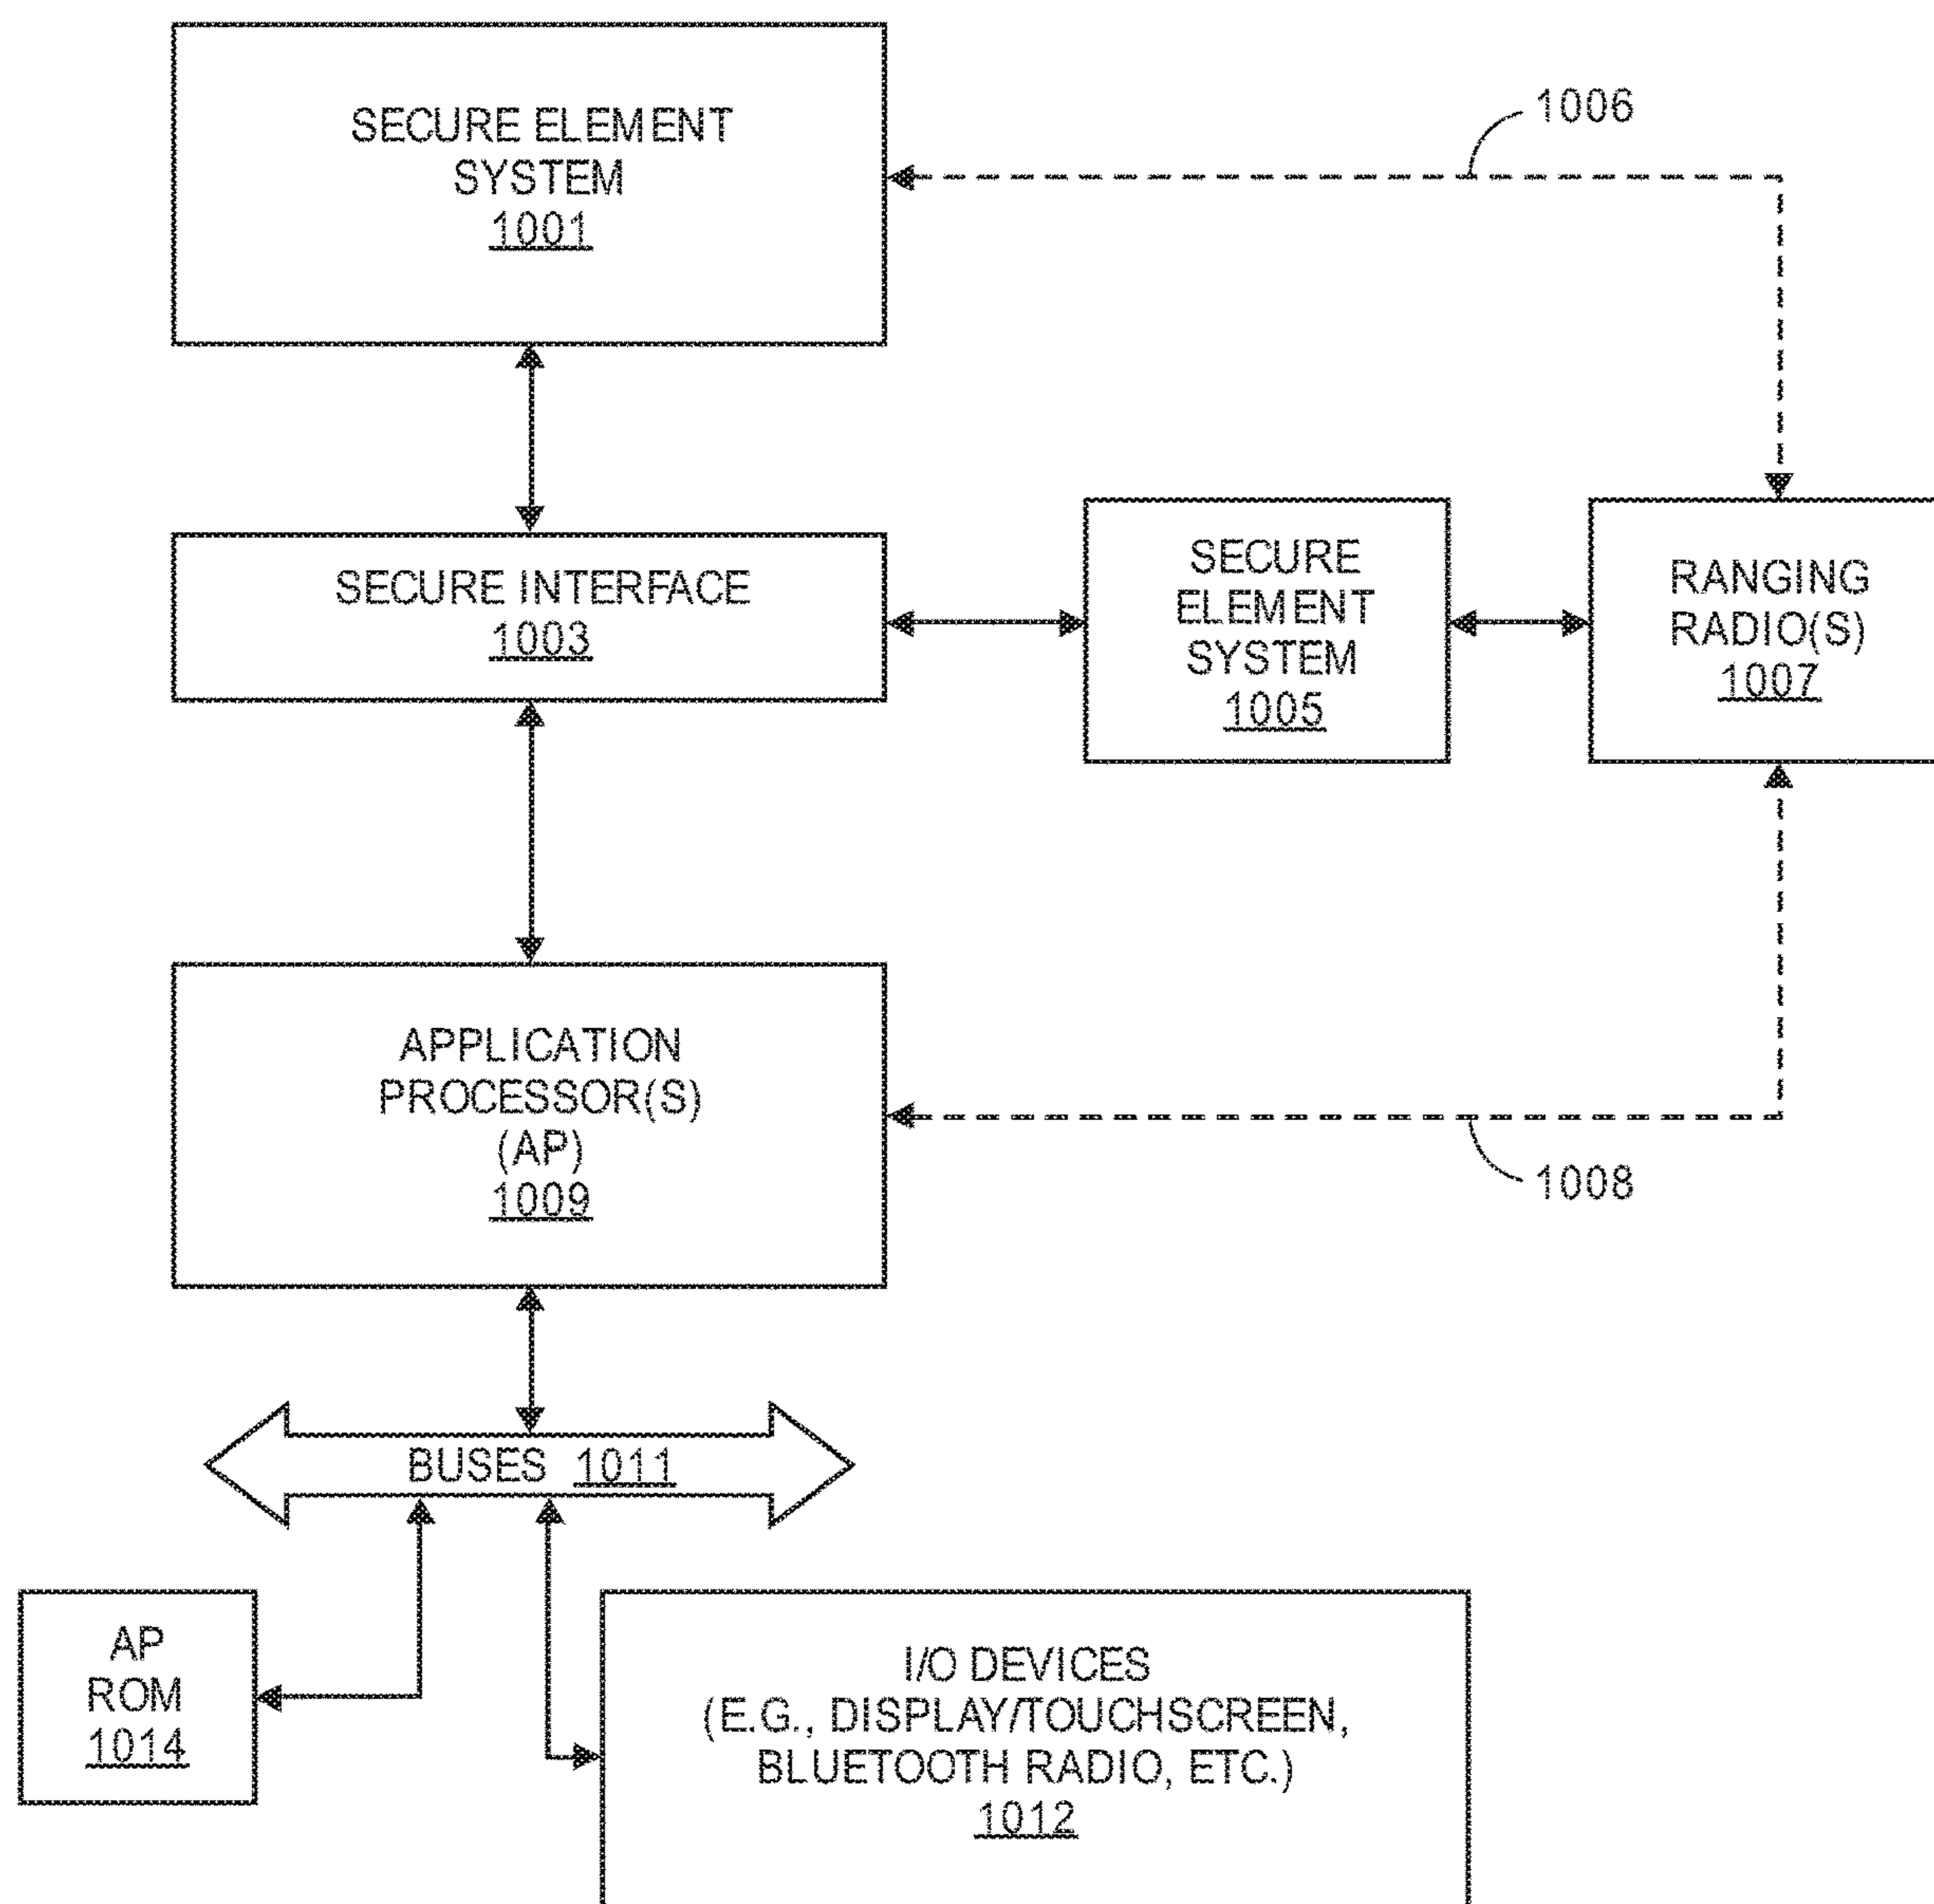 SECURE ELEMENT
SYSTEM
1001
1006
SECURE INTERFACE
1003
SECURE
ELEMENT
SYSTEM
1005
RANGING
RADIO(S)
1007
APPLICATION
PROCESSOR(S)
(AP)
1009
1008
BUSES 1011
AP
ROM
1014
I/O DEVICES
(E.G., DISPLAY/TOUCHSCREEN,
BLUETOOTH RADIO, ETC.)
1012